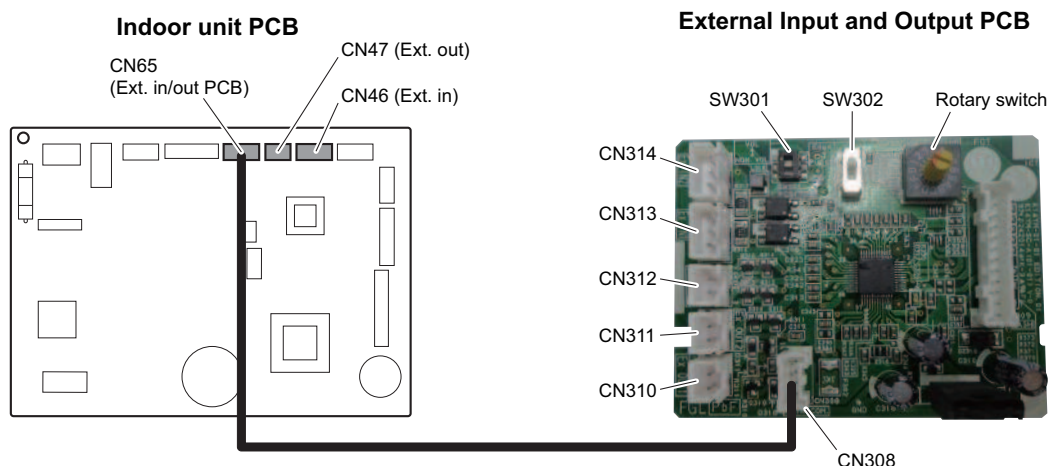 Indoor unit PCB
External Input and Output PCB
CN47 (Ext. out)
CN65
(Ext. in/out PCB)
CN46 (Ext. in)
SW301
SW302
Rotary switch
CN314
CN313
CN312
CN311
CN310
CN308